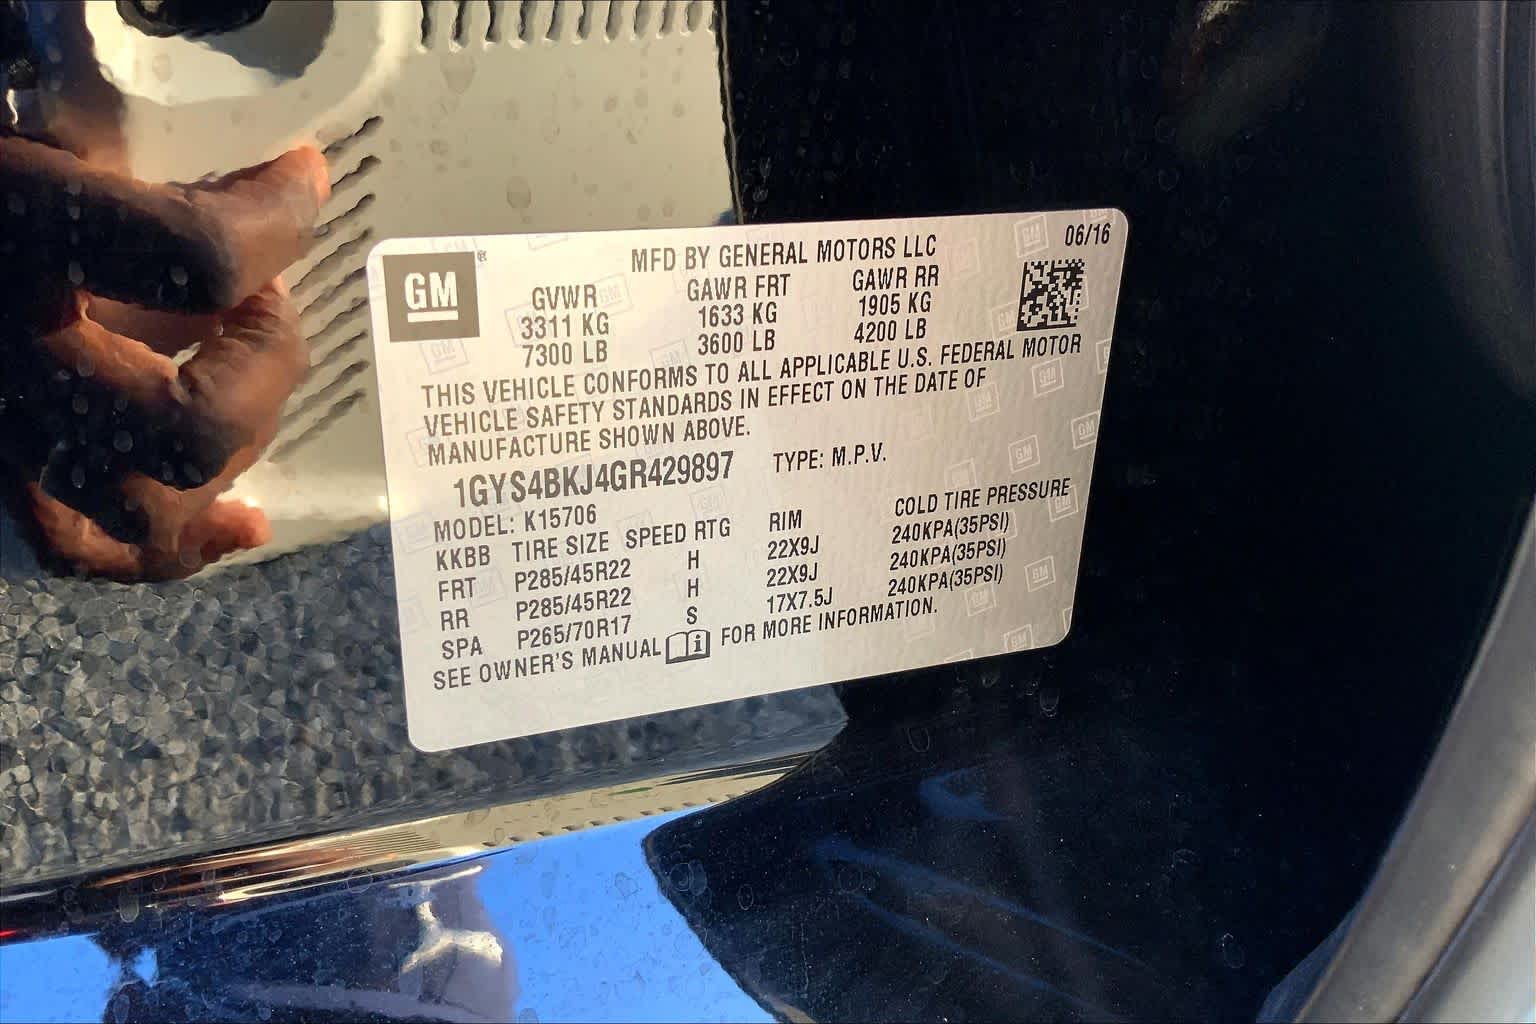 GM
MFD BY GENERAL MOTORS LLC
06/16
GVWR GAWR FRT GAWR RR
3311 KG 1633 KG 1905 KG
7300 LB 3600 LB 4200 LB
THIS VEHICLE CONFORMS TO ALL APPLICABLE U.S. FEDERAL MOTOR
VEHICLE SAFETY STANDARDS IN EFFECT ON THE DATE OF
MANUFACTURE SHOWN ABOVE.
1GYS4BKJ4GR429897 TYPE: M.P.V.
MODEL: K15706
KKBB TIRE SIZE SPEED RTG RIM COLD TIRE PRESSURE
FRT P285/45R22 H 22X9J 240KPA(35PSI)
RR P285/45R22 H 22X9J 240KPA(35PSI)
SPA P265/70R17 S 17X7.5J 240KPA(35PSI)
SEE OWNER'S MANUAL FOR MORE INFORMATION.